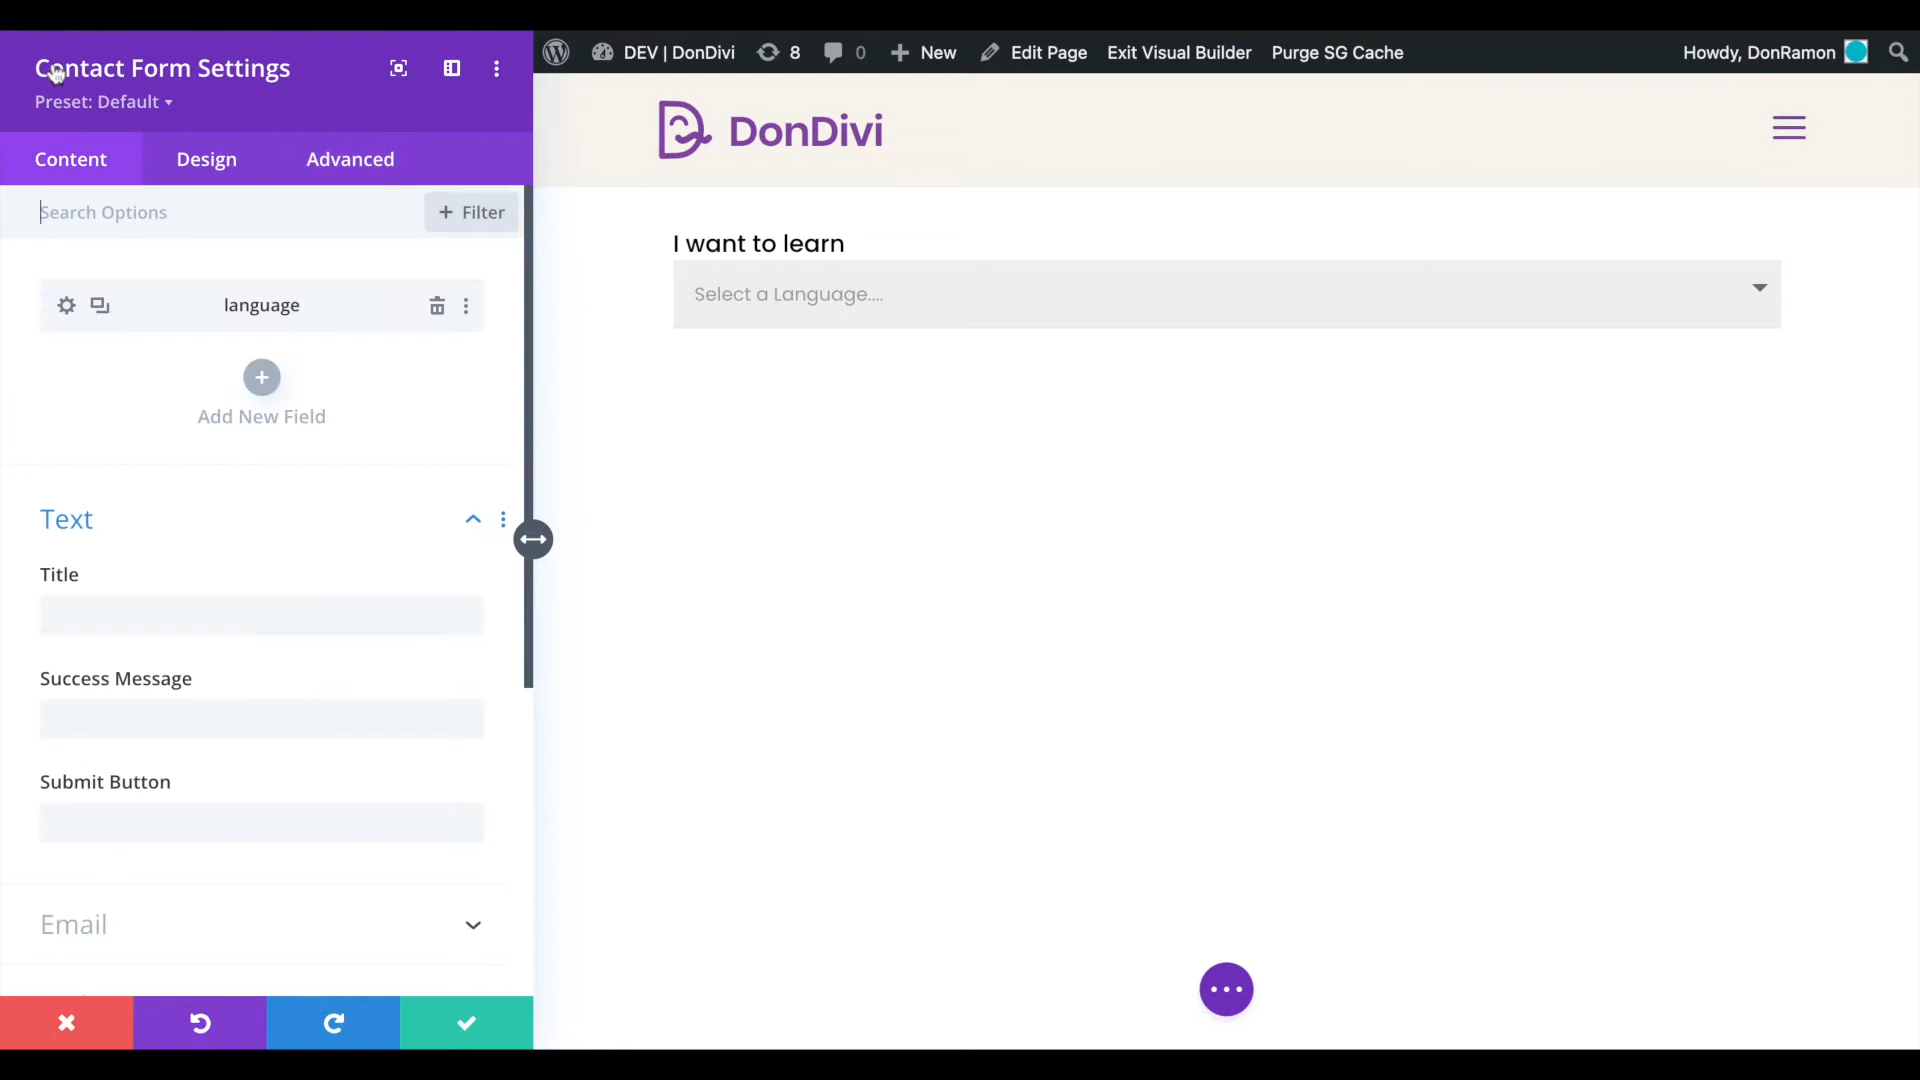 Contact Form Settings
Preset: Default
Content Design Advanced
Search Options
+ Filter
language
Add New Field
Text
Title
Success Message
Submit Button
Email
DEV | DonDivi 8 0 + New Edit Page Exit Visual Builder Purge SG Cache Howdy, DonRamon
DonDivi
I want to learn
Select a Language....